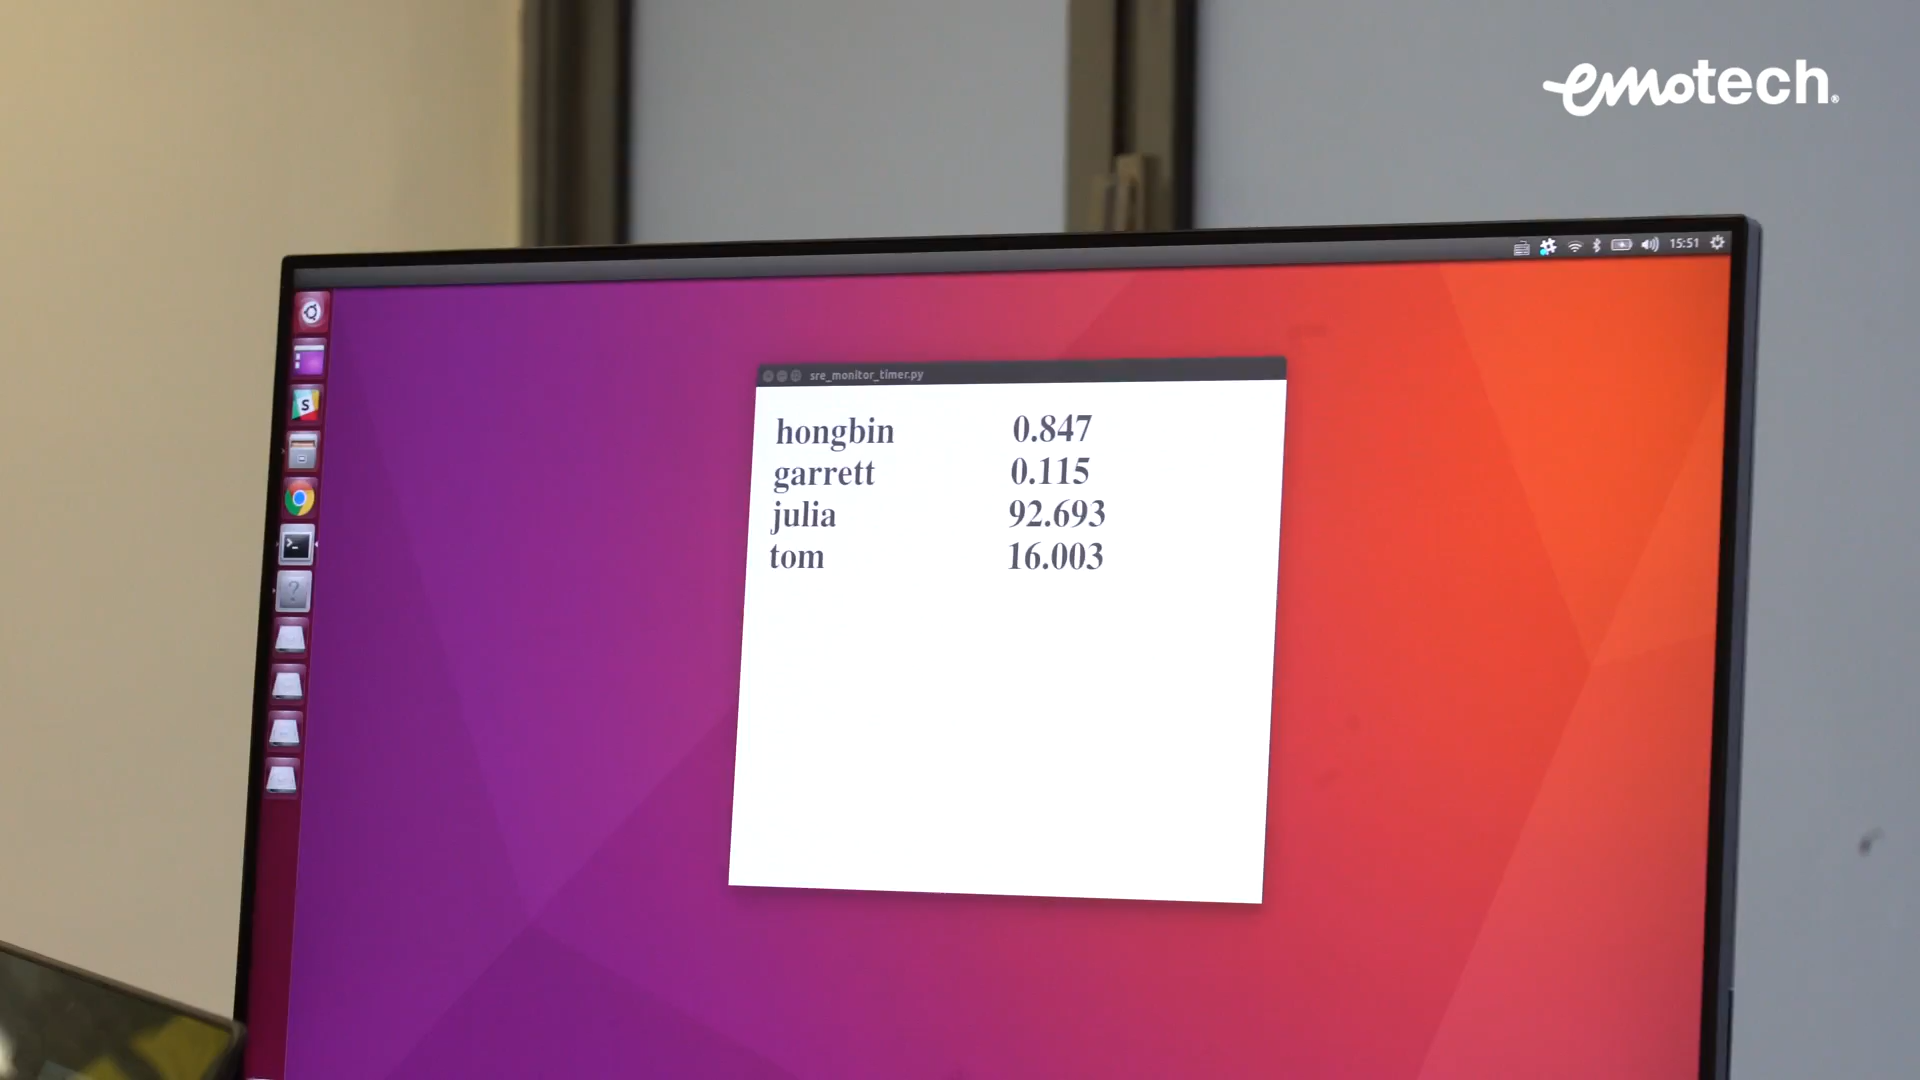 emotech®
15:51
sre_monitor_timer.py
hongbin 0.847
garrett 0.115
julia 92.693
tom 16.003